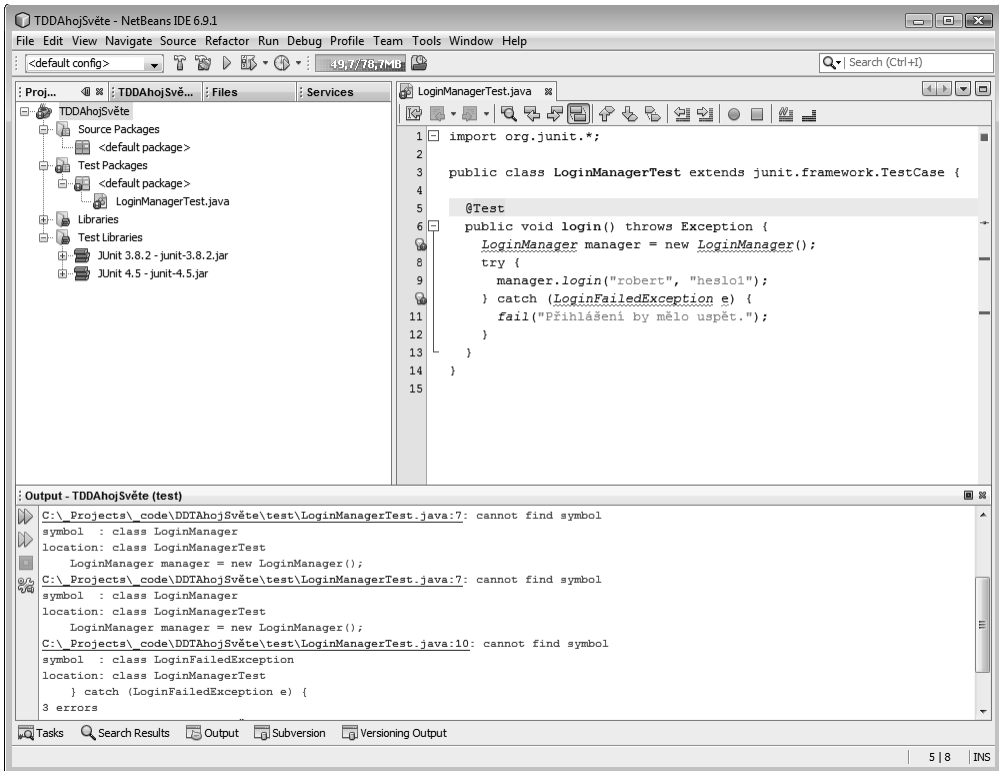 TDDAhojSvěte - NetBeans IDE 6.9.1
File Edit View Navigate Source Refactor Run Debug Profile Team Tools Window Help
<default config> 49,7/78,7MB Search (Ctrl+I)
Proj... TDDAhojSvě... Files Services
TDDAhojSvěte
Source Packages
<default package>
Test Packages
<default package>
LoginManagerTest.java
Libraries
Test Libraries
JUnit 3.8.2 - junit-3.8.2.jar
JUnit 4.5 - junit-4.5.jar
LoginManagerTest.java
1 import org.junit.*;
2
3 public class LoginManagerTest extends junit.framework.TestCase {
4
5 @Test
6 public void login() throws Exception {
LoginManager manager = new LoginManager();
8 try {
9 manager.login("robert", "heslo1");
} catch (LoginFailedException e) {
11 fail("Přihlášení by mělo uspět.");
12 }
13 }
14 }
15
Output - TDDAhojSvěte (test)
C:\_Projects\_code\DDTAhojSvěte\test\LoginManagerTest.java:7: cannot find symbol
symbol : class LoginManager
location: class LoginManagerTest
LoginManager manager = new LoginManager();
C:\_Projects\_code\DDTAhojSvěte\test\LoginManagerTest.java:7: cannot find symbol
symbol : class LoginManager
location: class LoginManagerTest
LoginManager manager = new LoginManager();
C:\_Projects\_code\DDTAhojSvěte\test\LoginManagerTest.java:10: cannot find symbol
symbol : class LoginFailedException
location: class LoginManagerTest
} catch (LoginFailedException e) {
3 errors
Tasks Search Results Output Subversion Versioning Output
5|8 INS